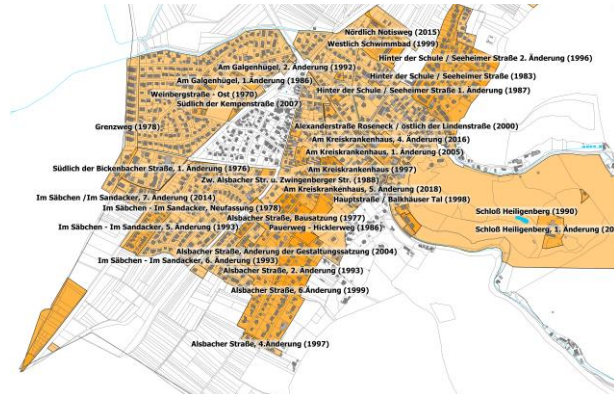 Nördlich Notisweg (2015)
Westlich Schwimmbad (1999)
Hinter der Schule / Seeheimer Straße 2. Änderung (1996)
Am Galgenhügel, 2. Änderung (1992)
Hinter der Schule / Seeheimer Straße (1983)
Am Galgenhügel, 1.Änderung (1986)
Hinter der Schule / Seeheimer Straße 1. Änderung (1987)
Weinbergstraße - Ost (1970)
Südlich der Kempenstraße (2007)
Grenzweg (1978)
Alexanderstraße Roseneck / östlich der Lindenstraße (2000)
Am Kreiskrankenhaus, 4. Änderung (2016)
Am Kreiskrankenhaus, 1. Änderung (2005)
Südlich der Bickenbacher Straße, 1. Änderung (1976)
Am Kreiskrankenhaus (1997)
Zw. Alsbacher Str. u. Zwingenberger Str. (1988)
Am Kreiskrankenhaus, 5. Änderung (2018)
Im Säbchen /Im Sandacker, 7. Änderung (2014)
Hauptstraße / Balkhäuser Tal (1998)
Im Säbchen - Im Sandacker, Neufassung (1978)
Schloß Heiligenberg (1990)
Alsbacher Straße, Bausatzung (1977)
Im Säbchen - Im Sandacker, 5. Änderung (1993)
Pauerweg - Hicklerweg (1986)
Schloß Heiligenberg, 1. Änderung (20
Alsbacher Straße, Änderung der Gestaltungssatzung (2004)
Im Säbchen - Im Sandacker, 6. Änderung (1993)
Alsbacher Straße, 2. Änderung (1993)
Alsbacher Straße, 6.Änderung (1999)
Alsbacher Straße, 4.Änderung (1997)